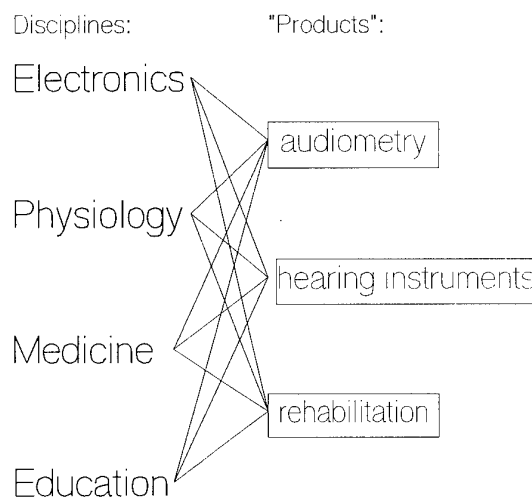 Disciplines:
"Products":
Electronics
audiometry
Physiology
hearing instruments
Medicine
rehabilitation
Education